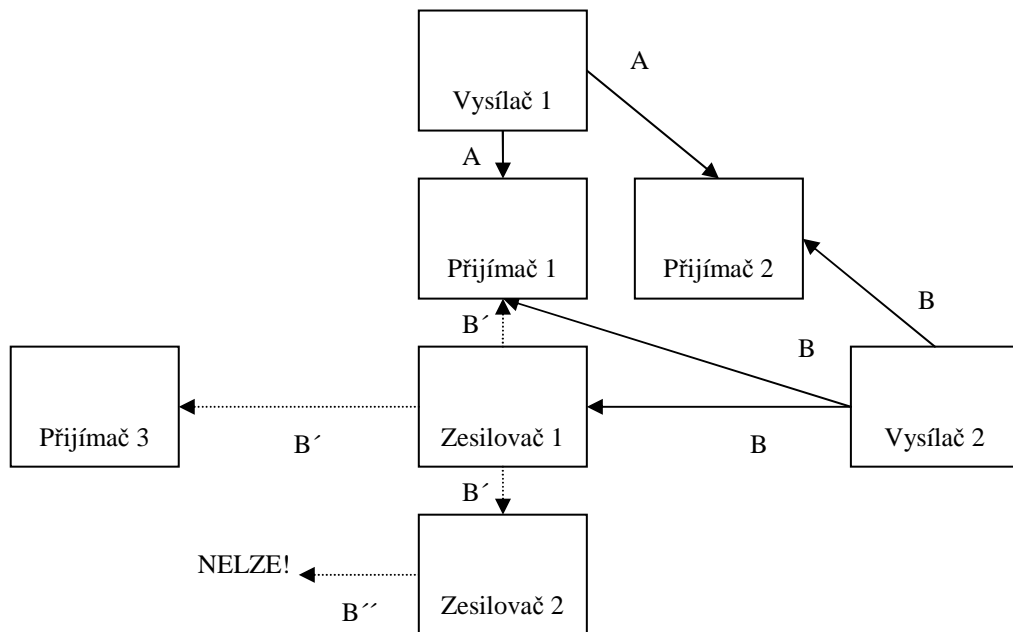 A
Vysílač 1
A
Přijímač 1
Přijímač 2
B´
B
B
Přijímač 3
B´
Zesilovač 1
B
Vysílač 2
B´
NELZE!
B´´
Zesilovač 2